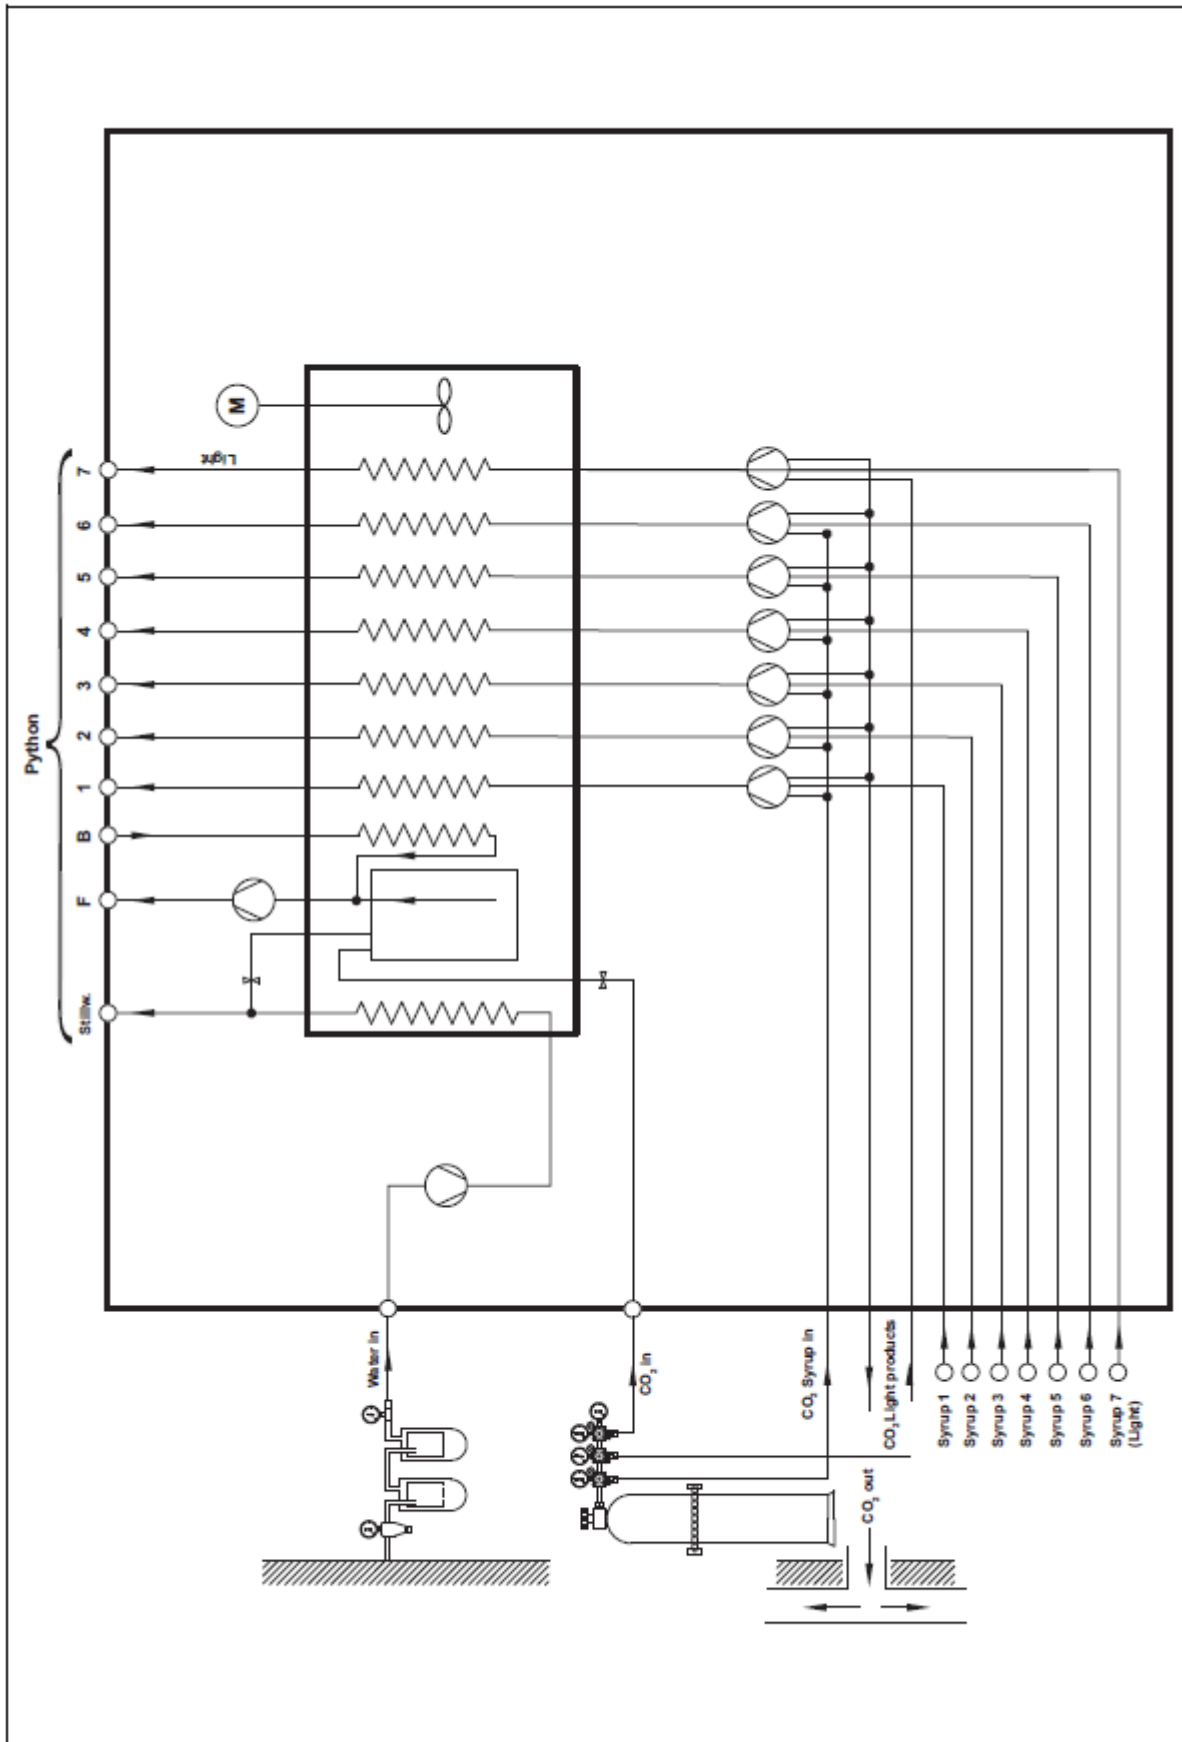 Python
Stillw.
F
B
1
2
3
4
5
6
7
Light
M
Water in
CO₂ in
CO₂ Syrup in
CO₂ Light products
CO₂ out
Syrup 1
Syrup 2
Syrup 3
Syrup 4
Syrup 5
Syrup 6
Syrup 7
(Light)